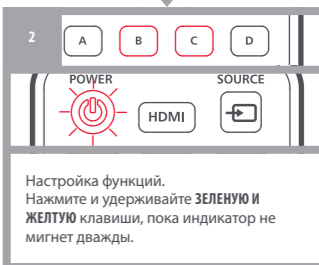 2
A B C D
POWER SOURCE
HDMI
Настройка функций.
Нажмите и удерживайте ЗЕЛЕНУЮ И
ЖЕЛТУЮ клавиши, пока индикатор не
мигнет дважды.